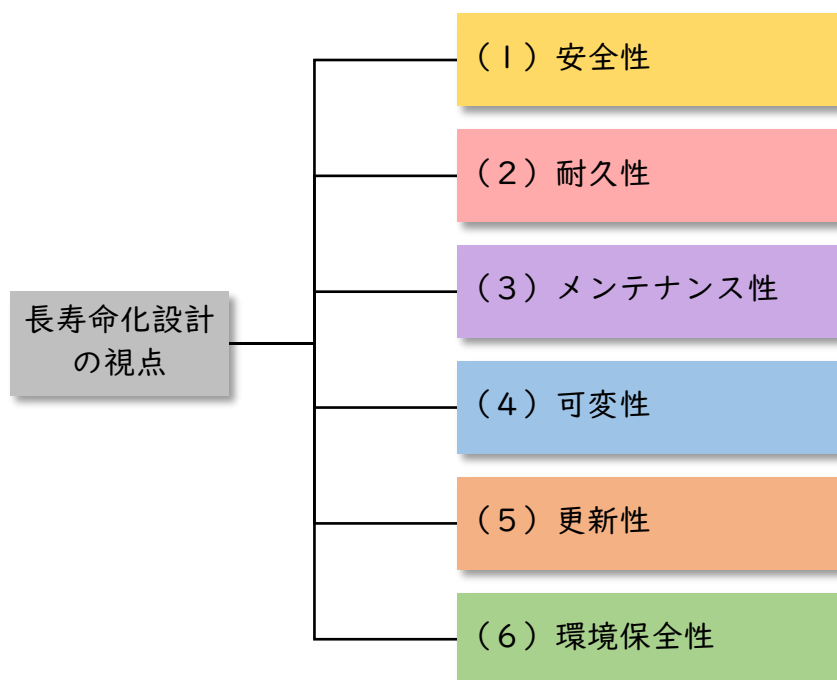 （1）安全性
（2）耐久性
（3）メンテナンス性
長寿命化設計
の視点
（4）可変性
（5）更新性
（6）環境保全性